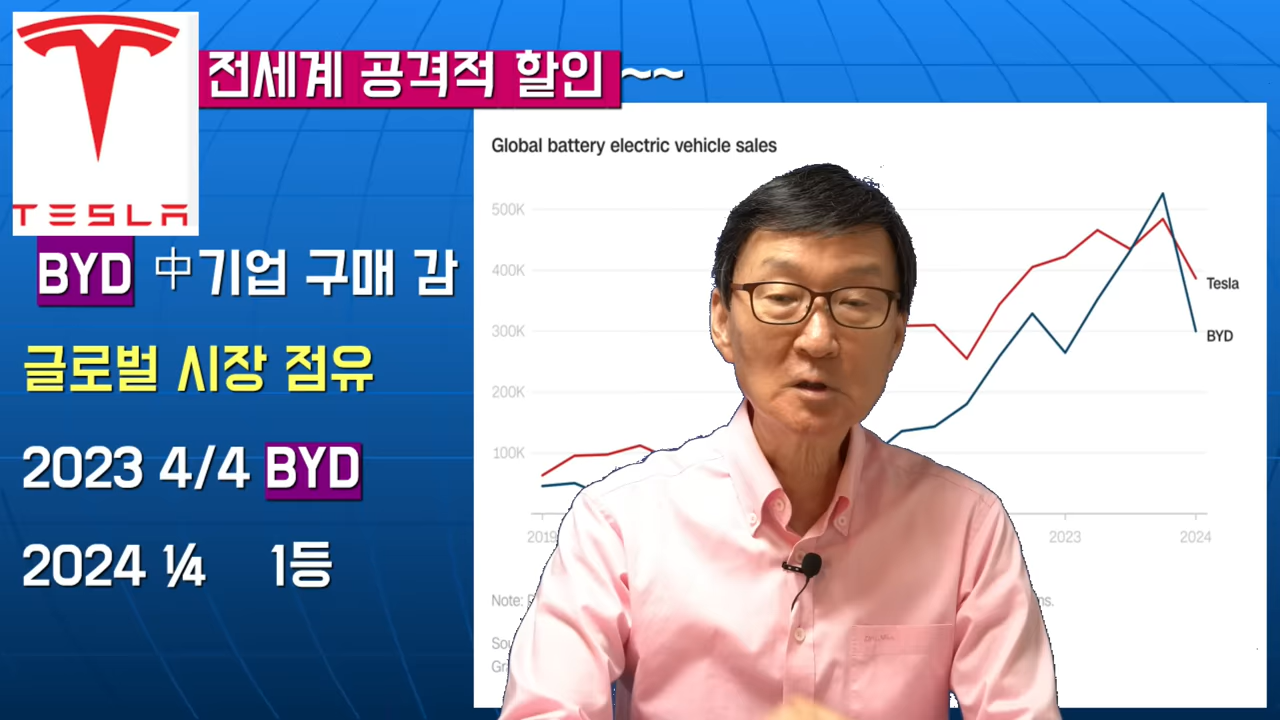 전세계 공격적 할인 ~~
TESLA
BYD 中기업 구매 감
글로벌 시장 점유
2023 4/4 BYD
2024 ¼ 1등
Global battery electric vehicle sales
500K
400K
300K
200K
100K
Tesla
BYD
2019
2023
2024
Note: